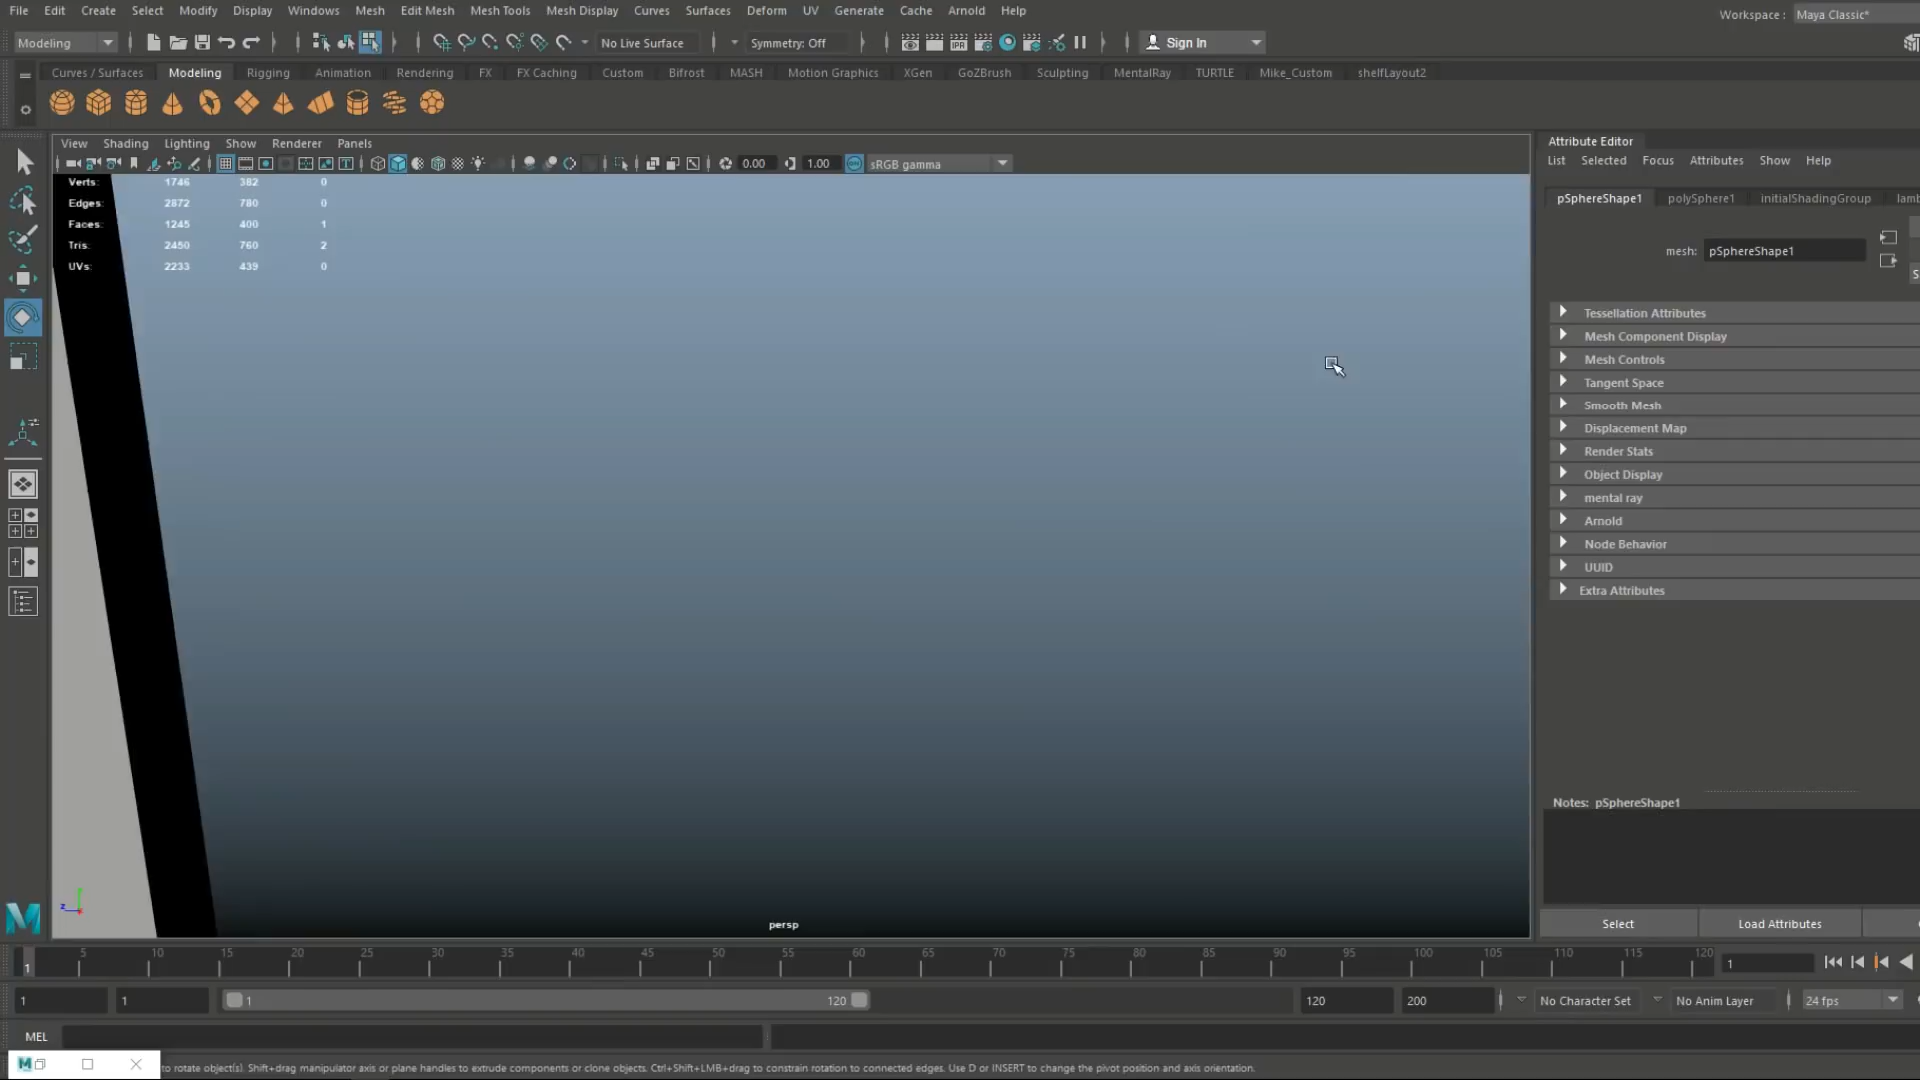 File Edit Create Select Modify Display Windows Mesh Edit Mesh Mesh Tools Mesh Display Curves Surfaces Deform UV Generate Cache Arnold Help
Workspace : Maya Classic*
Modeling
No Live Surface
Symmetry: Off
IPR
Sign In
Curves / Surfaces Modeling Rigging Animation Rendering FX FX Caching Custom Bifrost MASH Motion Graphics XGen GoZBrush Sculpting MentalRay TURTLE Mike_Custom shelfLayout2
View Shading Lighting Show Renderer Panels
0.00 1.00 sRGB gamma
Verts: 1746 382 0
Edges: 2872 780 0
Faces: 1245 400 1
Tris: 2450 760 2
UVs: 2233 439 0
persp
z
Attribute Editor
List Selected Focus Attributes Show Help
pSphereShape1 polySphere1 initialShadingGroup lamb
mesh: pSphereShape1
S
Tessellation Attributes
Mesh Component Display
Mesh Controls
Tangent Space
Smooth Mesh
Displacement Map
Render Stats
Object Display
mental ray
Arnold
Node Behavior
UUID
Extra Attributes
Notes: pSphereShape1
Select Load Attributes
1 5 10 15 20 25 30 35 40 45 50 55 60 65 70 75 80 85 90 95 100 105 110 115 120 1
1 1 1 120 120 200 No Character Set No Anim Layer 24 fps
MEL
to rotate object(s). Shift+drag manipulator axis or plane handles to extrude components or clone objects. Ctrl+Shift+LMB+drag to constrain rotation to connected edges. Use D or INSERT to change the pivot position and axis orientation.